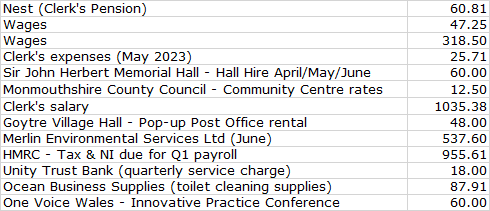 Nest (Clerk's Pension) 60.81
Wages 47.25
Wages 318.50
Clerk's expenses (May 2023) 25.71
Sir John Herbert Memorial Hall - Hall Hire April/May/June 60.00
Monmouthshire County Council - Community Centre rates 12.50
Clerk's salary 1035.38
Goytre Village Hall - Pop-up Post Office rental 48.00
Merlin Environmental Services Ltd (June) 537.60
HMRC - Tax & NI due for Q1 payroll 955.61
Unity Trust Bank (quarterly service charge) 18.00
Ocean Business Supplies (toilet cleaning supplies) 87.91
One Voice Wales - Innovative Practice Conference 60.00